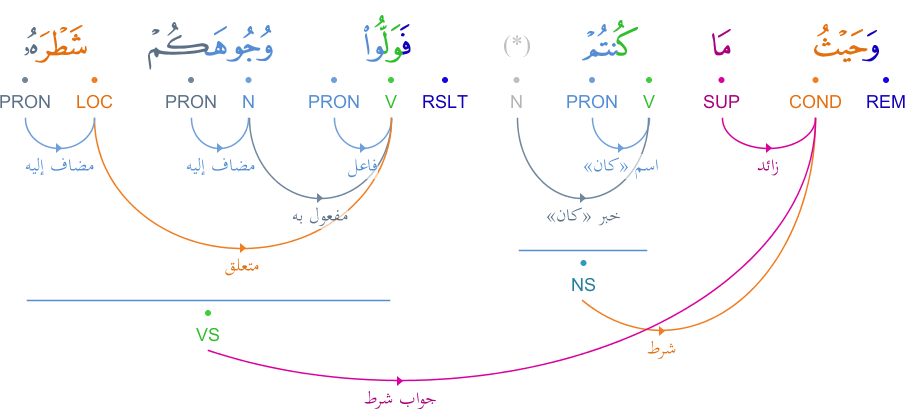 وَحَيْثُ مَا كُنتُمْ (*) فَوَلُّوا۟ وُجُوهَكُمْ شَطْرَهُۥ
REM COND SUP V PRON N RSLT V PRON N PRON LOC PRON
زائد اسم «كان» فاعل مضاف إليه مضاف إليه
خبر «كان» مفعول به
متعلق
NS
VS
شرط
جواب شرط